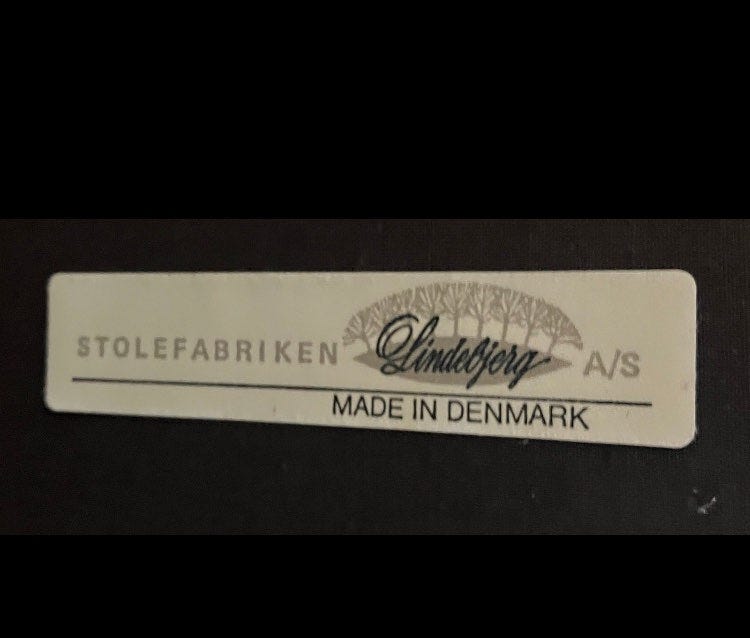 STOLEFABRIKEN Lindebjerg A/S
MADE IN DENMARK